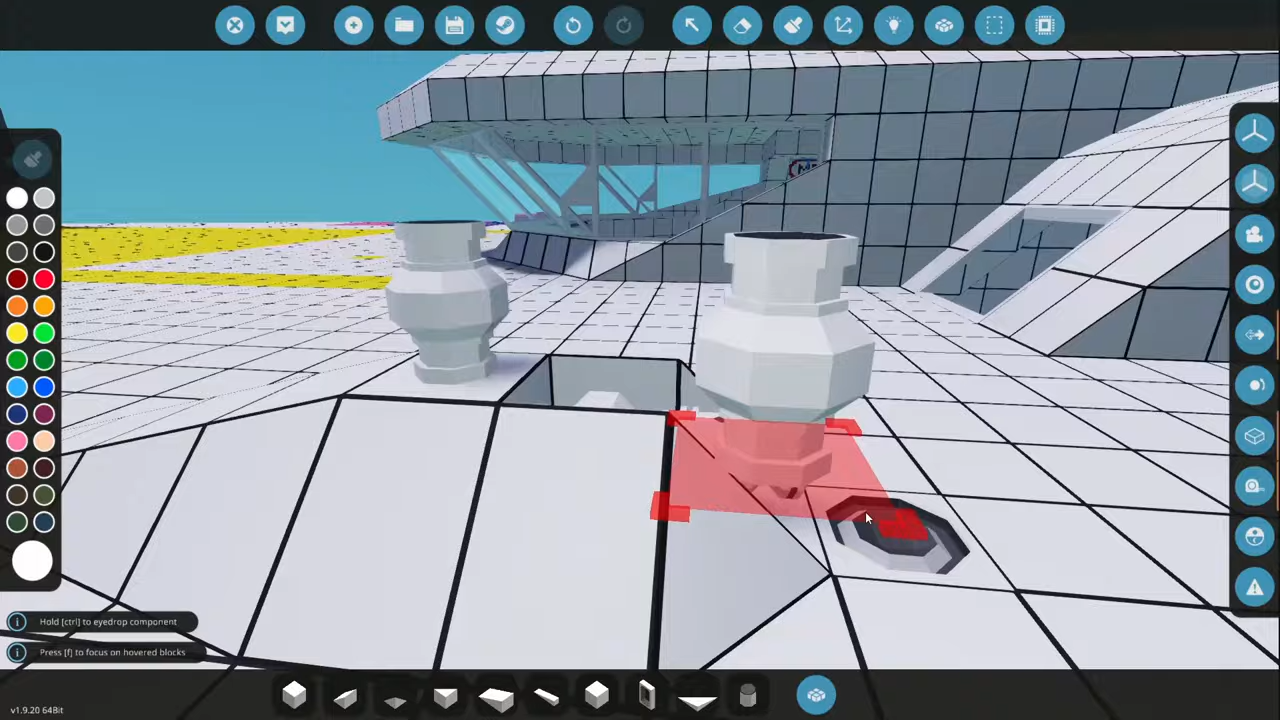 Hold [ctrl] to eyedrop component
Press [f] to focus on hovered blocks
v1.9.20 64Bit